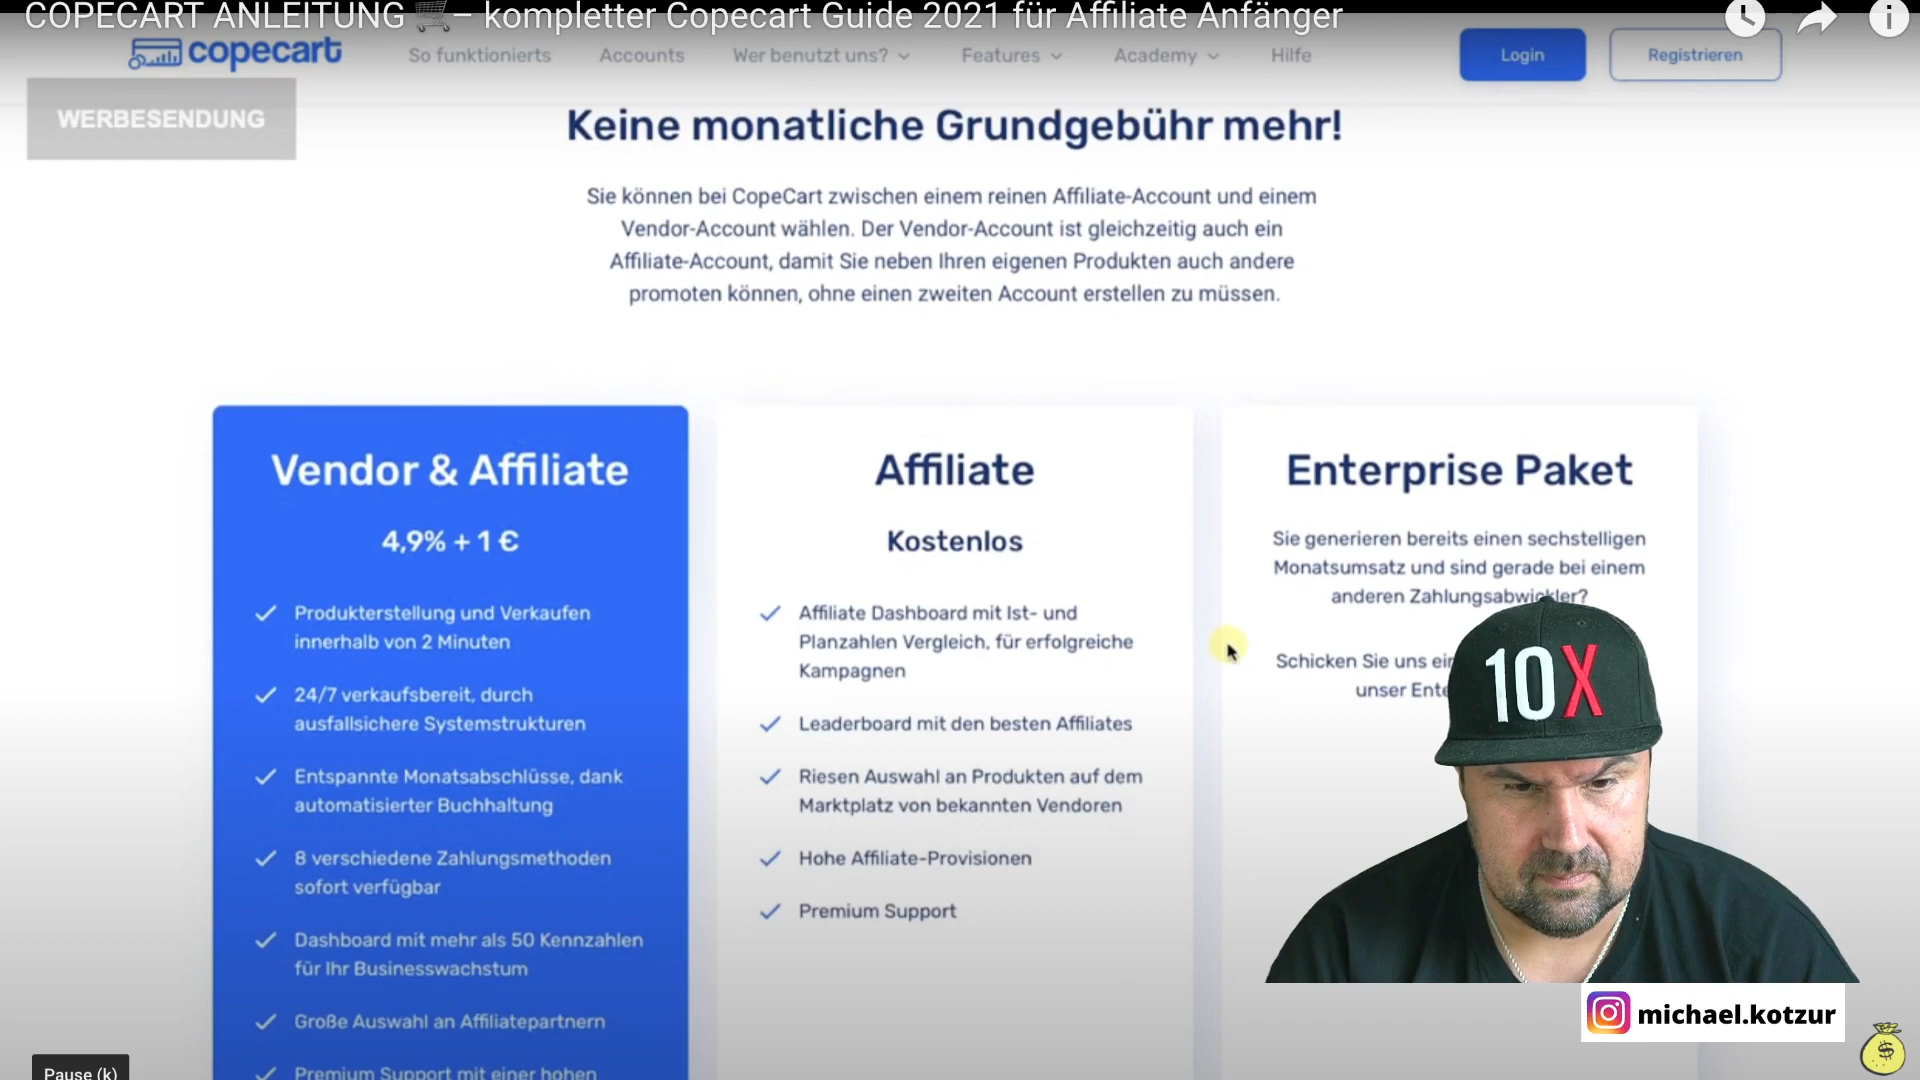 COPECART ANLEITUNG 🛒– kompletter Copecart Guide 2021 für Affiliate Anfänger
copecart
So funktionierts
Accounts
Wer benutzt uns?
Features
Academy
Hilfe
Login
Registrieren
WERBESENDUNG
Keine monatliche Grundgebühr mehr!
Sie können bei CopeCart zwischen einem reinen Affiliate-Account und einem
Vendor-Account wählen. Der Vendor-Account ist gleichzeitig auch ein
Affiliate-Account, damit Sie neben Ihren eigenen Produkten auch andere
promoten können, ohne einen zweiten Account erstellen zu müssen.
Vendor & Affiliate
4,9% + 1 €
Produkterstellung und Verkaufen
innerhalb von 2 Minuten
24/7 verkaufsbereit, durch
ausfallsichere Systemstrukturen
Entspannte Monatsabschlüsse, dank
automatisierter Buchhaltung
8 verschiedene Zahlungsmethoden
sofort verfügbar
Dashboard mit mehr als 50 Kennzahlen
für Ihr Businesswachstum
Große Auswahl an Affiliatepartnern
Premium Support mit einer hohen
Affiliate
Kostenlos
Affiliate Dashboard mit Ist- und
Planzahlen Vergleich, für erfolgreiche
Kampagnen
Leaderboard mit den besten Affiliates
Riesen Auswahl an Produkten auf dem
Marktplatz von bekannten Vendoren
Hohe Affiliate-Provisionen
Premium Support
Enterprise Paket
Sie generieren bereits einen sechstelligen
Monatsumsatz und sind gerade bei einem
anderen Zahlungsabwickler?
Schicken Sie uns
unser
10X
michael.kotzur
$
Pause (k)